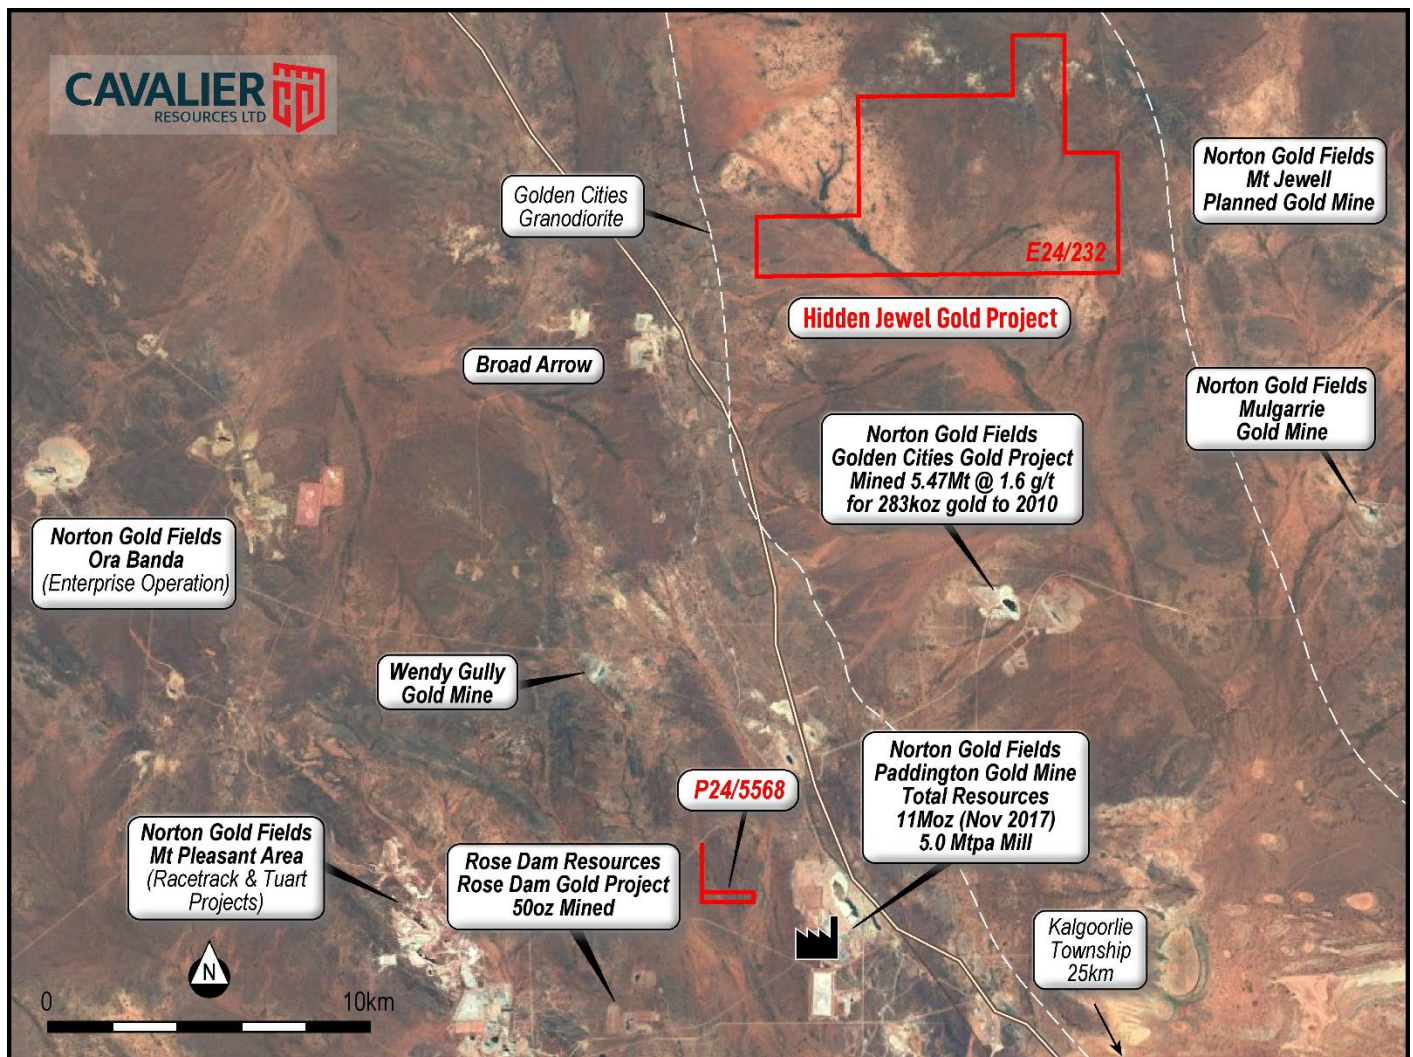 CAVALIER
RESOURCES LTD
Golden Cities
Granodiorite
Norton Gold Fields
Mt Jewell
Planned Gold Mine
E24/232
Hidden Jewel Gold Project
Broad Arrow
Norton Gold Fields
Mulgarrie
Gold Mine
Norton Gold Fields
Golden Cities Gold Project
Mined 5.47Mt @ 1.6 g/t
for 283koz gold to 2010
Norton Gold Fields
Ora Banda
(Enterprise Operation)
Wendy Gully
Gold Mine
Norton Gold Fields
Paddington Gold Mine
Total Resources
11Moz (Nov 2017)
5.0 Mtpa Mill
P24/5568
Norton Gold Fields
Mt Pleasant Area
(Racetrack & Tuart
Projects)
Rose Dam Resources
Rose Dam Gold Project
50oz Mined
Kalgoorlie
Township
25km
N
0
10km